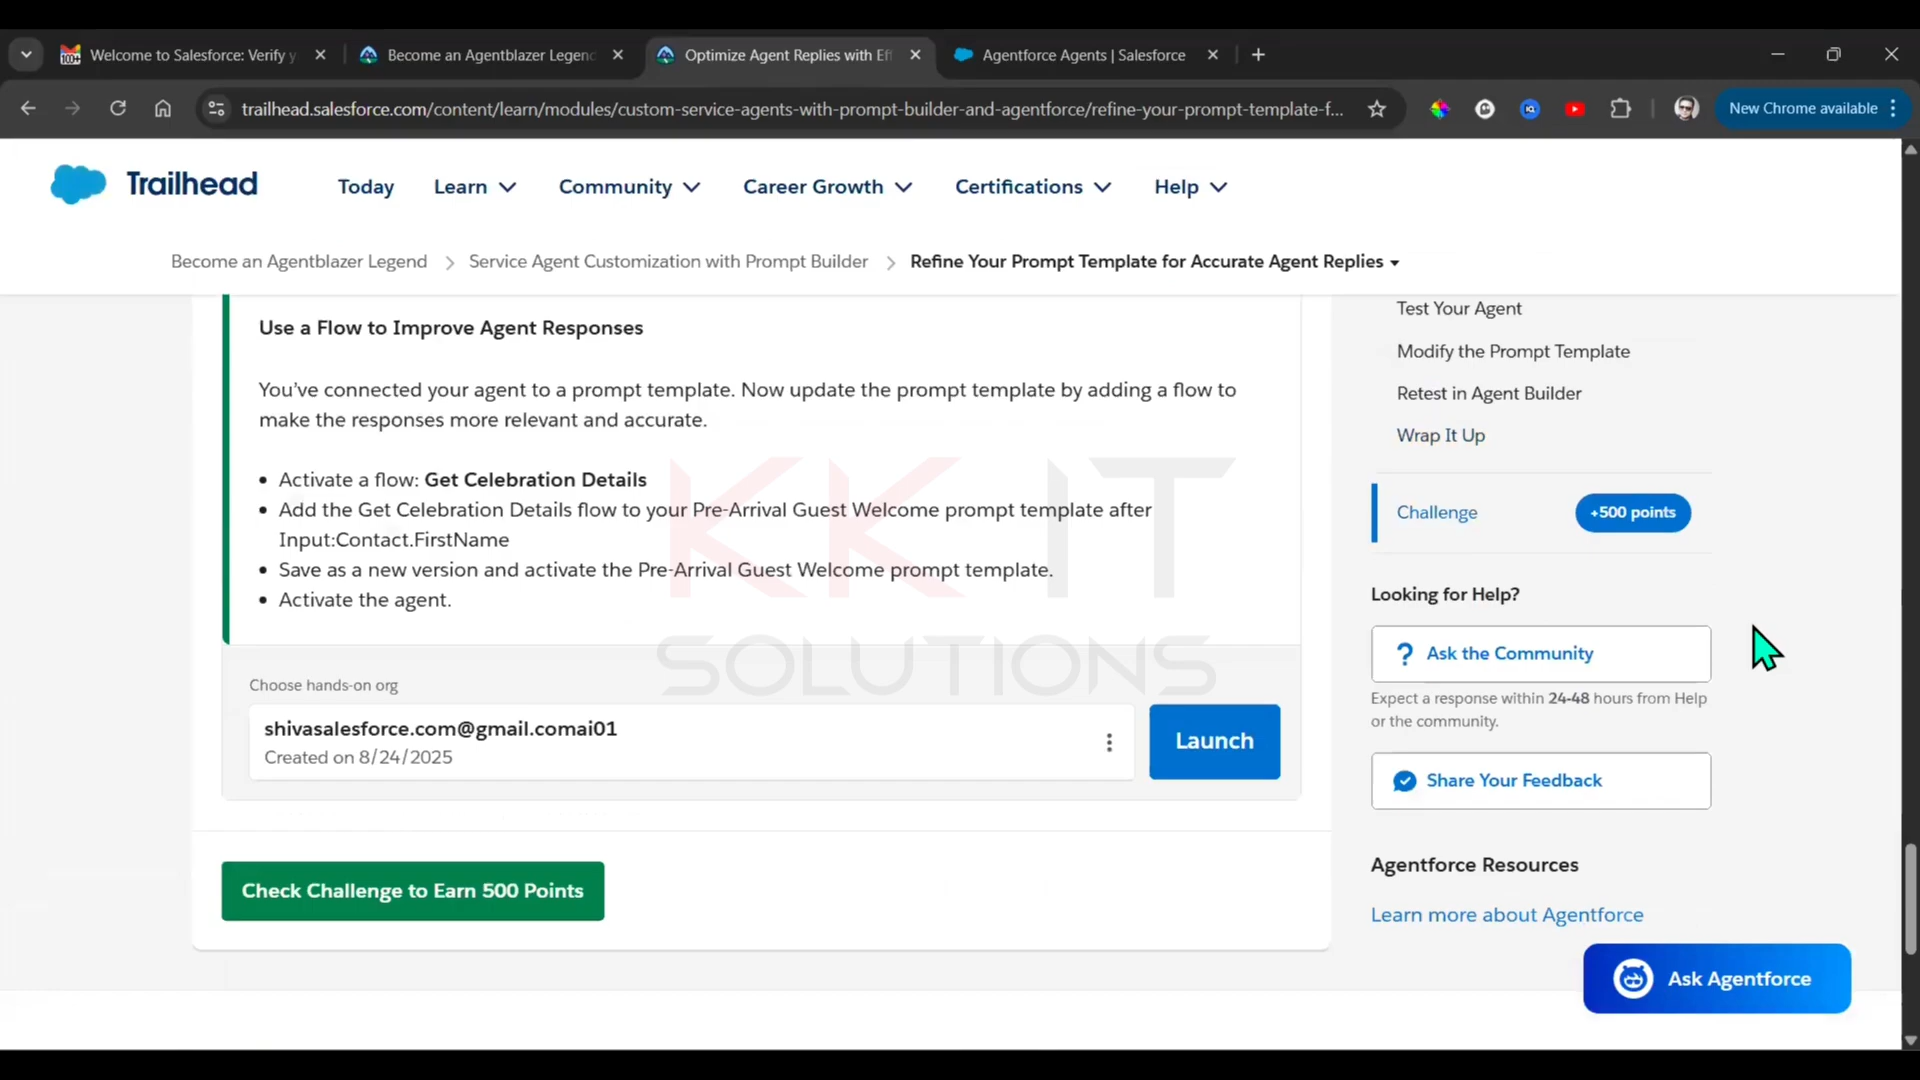 Welcome to Salesforce: Verify y
Become an Agentblazer Legend
Optimize Agent Replies with Ef
Agentforce Agents | Salesforce
trailhead.salesforce.com/content/learn/modules/custom-service-agents-with-prompt-builder-and-agentforce/refine-your-prompt-template-f...
New Chrome available
Trailhead
Today
Learn
Community
Career Growth
Certifications
Help
Become an Agentblazer Legend
Service Agent Customization with Prompt Builder
Refine Your Prompt Template for Accurate Agent Replies
Use a Flow to Improve Agent Responses
You've connected your agent to a prompt template. Now update the prompt template by adding a flow to
make the responses more relevant and accurate.
• Activate a flow: Get Celebration Details
• Add the Get Celebration Details flow to your Pre-Arrival Guest Welcome prompt template after
Input:Contact.FirstName
• Save as a new version and activate the Pre-Arrival Guest Welcome prompt template.
• Activate the agent.
KK IT
SOLUTIONS
Choose hands-on org
shivasalesforce.com@gmail.comai01
Created on 8/24/2025
Launch
Check Challenge to Earn 500 Points
Test Your Agent
Modify the Prompt Template
Retest in Agent Builder
Wrap It Up
Challenge
+500 points
Looking for Help?
Ask the Community
Expect a response within 24-48 hours from Help
or the community.
Share Your Feedback
Agentforce Resources
Learn more about Agentforce
Ask Agentforce